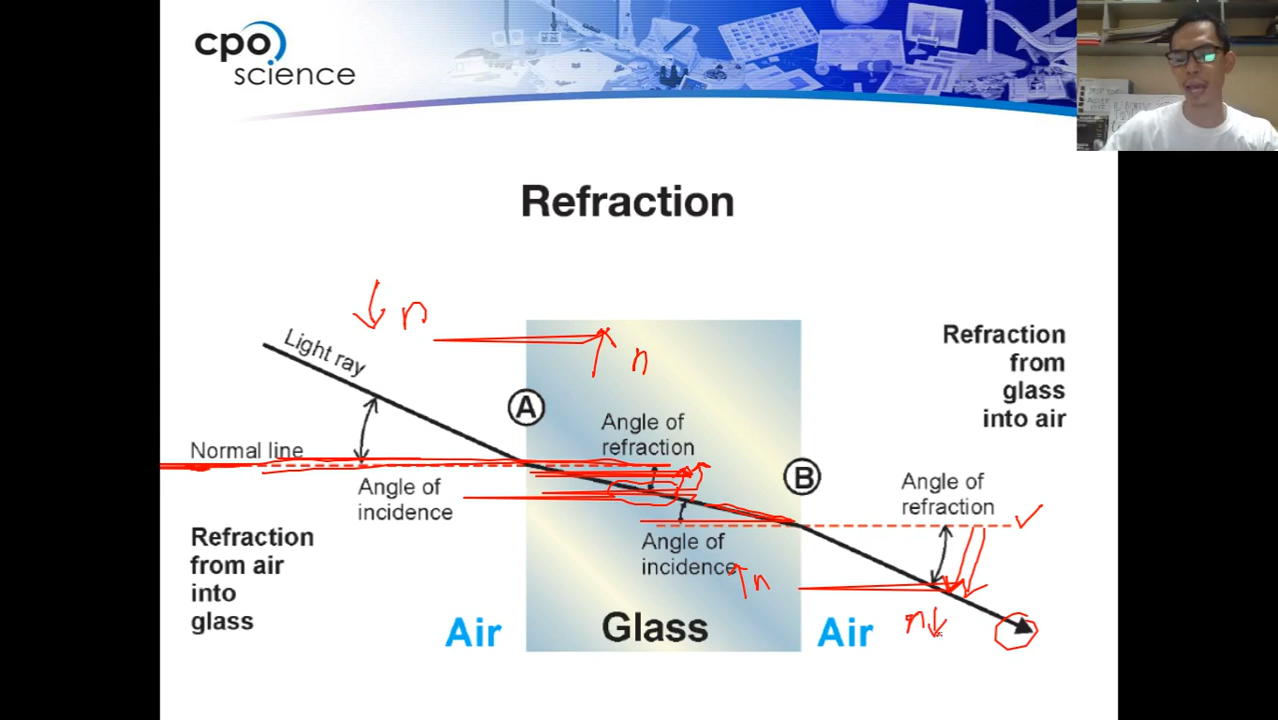 cpo
science
Refraction
↓ n
↑ n
Light ray
Refraction
from
glass
into air
A
Angle of
refraction
Normal line
B
Angle of
incidence
Angle of
refraction
Refraction
from air
into
glass
Angle of
incidence
↑ n
n ↓
Air
Glass
Air